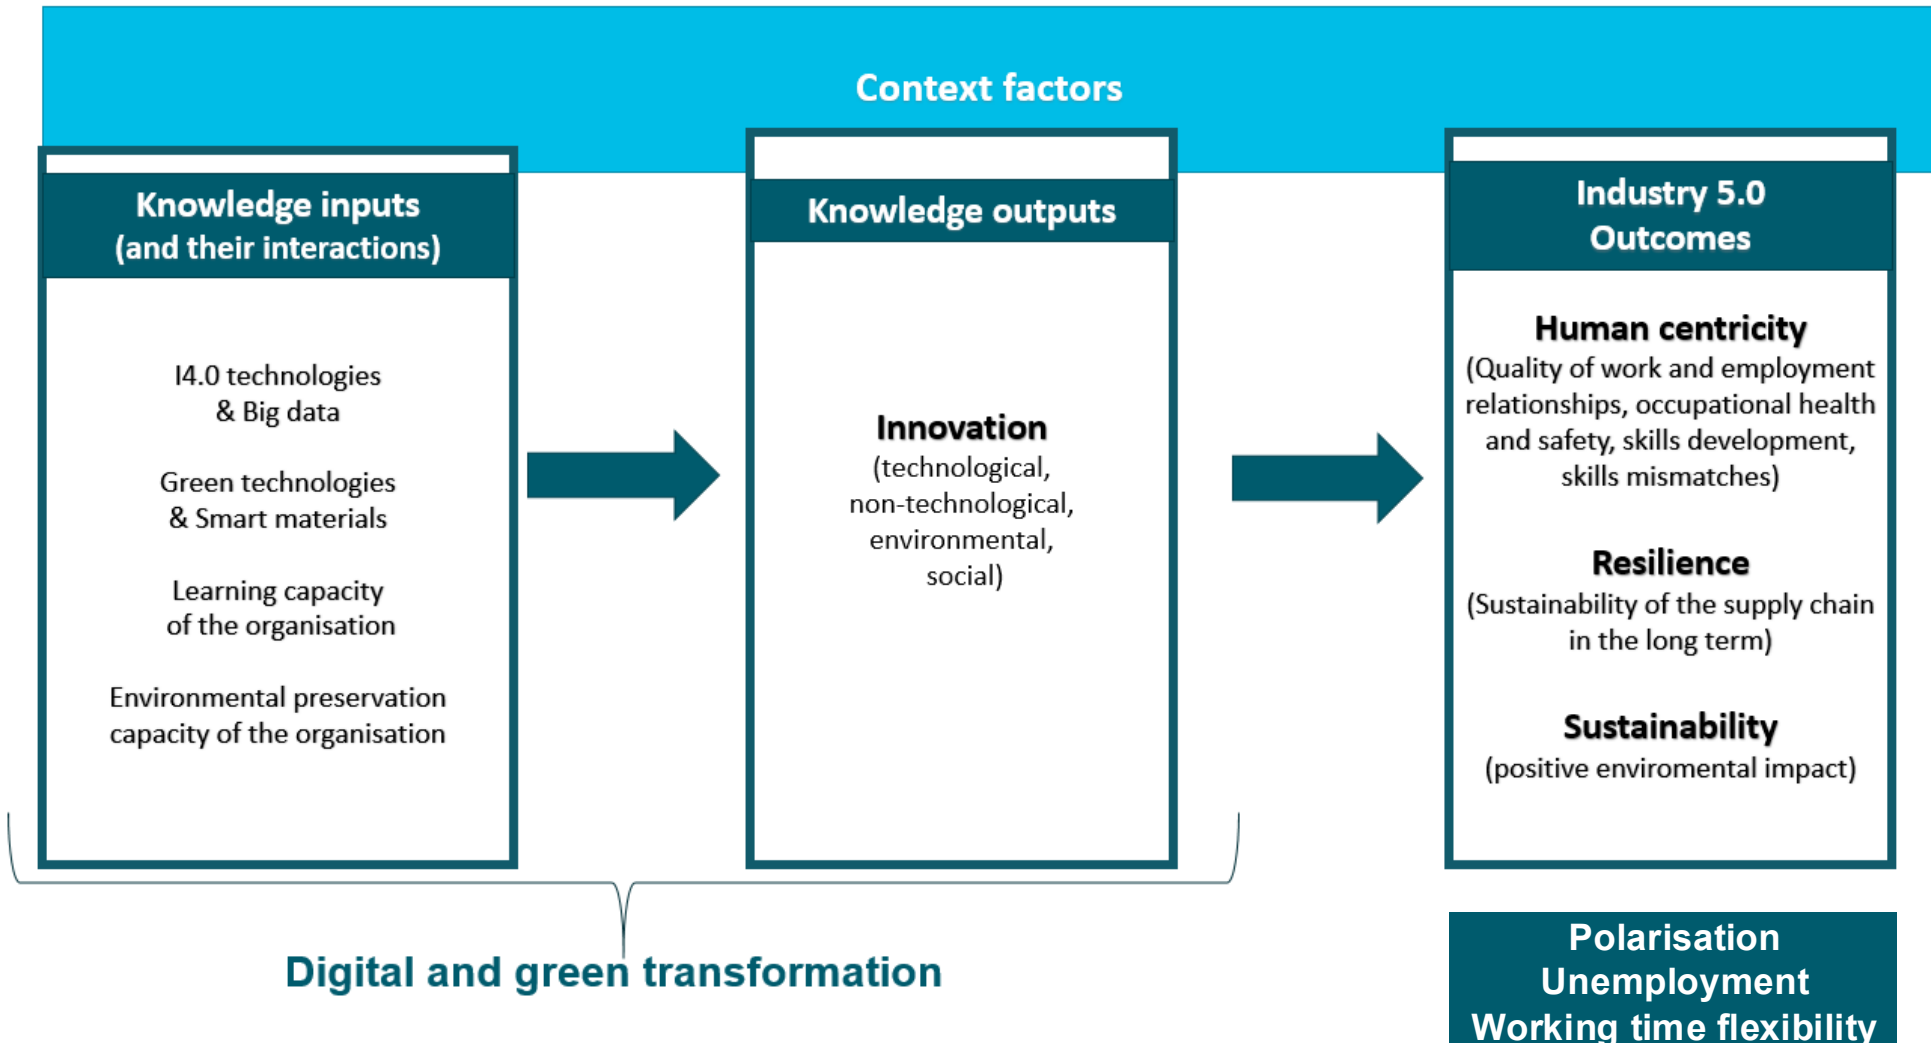 Context factors
Knowledge inputs
(and their interactions)
I4.0 technologies
& Big data
Green technologies
& Smart materials
Learning capacity
of the organisation
Environmental preservation
capacity of the organisation
Knowledge outputs
Innovation
(technological,
non-technological,
environmental,
social)
Industry 5.0
Outcomes
Human centricity
(Quality of work and employment
relationships, occupational health
and safety, skills development,
skills mismatches)
Resilience
(Sustainability of the supply chain
in the long term)
Sustainability
(positive enviromental impact)
Digital and green transformation
Polarisation
Unemployment
Working time flexibility